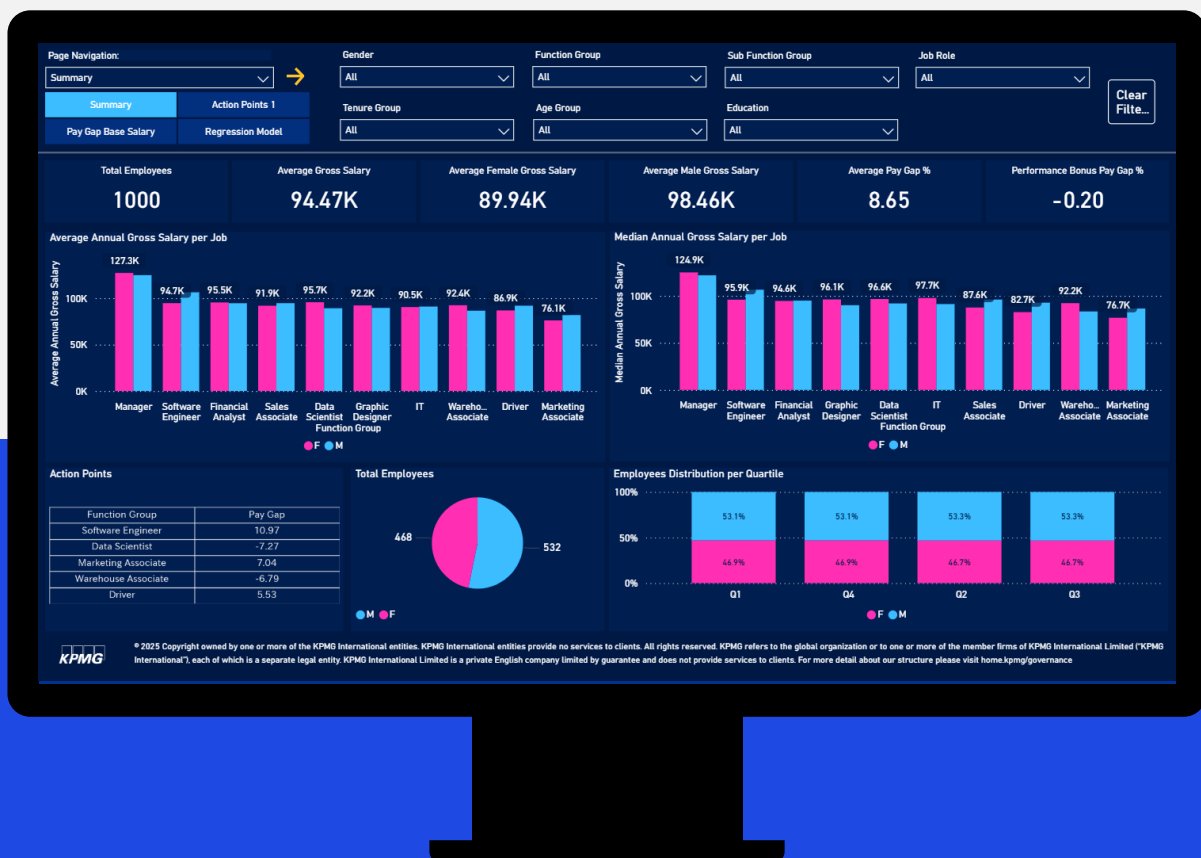 Page Navigation:
Summary
Summary
Action Points 1
Pay Gap Base Salary
Regression Model
Gender
All
Function Group
All
Sub Function Group
All
Job Role
All
Tenure Group
All
Age Group
All
Education
All
Clear
Filte...
Total Employees
1000
Average Gross Salary
94.47K
Average Female Gross Salary
89.94K
Average Male Gross Salary
98.46K
Average Pay Gap %
8.65
Performance Bonus Pay Gap %
-0.20
Average Annual Gross Salary per Job
Average Annual Gross Salary
100K
50K
0K
127.3K
94.7K
95.5K
91.9K
95.7K
92.2K
90.5K
92.4K
86.9K
76.1K
Manager
Software Engineer
Financial Analyst
Sales Associate
Data Scientist
Graphic Designer
IT
Wareho... Associate
Driver
Marketing Associate
Function Group
F M
Median Annual Gross Salary per Job
Median Annual Gross Salary
100K
50K
0K
124.9K
95.9K
94.6K
96.1K
96.6K
97.7K
87.6K
82.7K
92.2K
76.7K
Manager
Software Engineer
Financial Analyst
Graphic Designer
Data Scientist
IT
Sales Associate
Driver
Wareho... Associate
Marketing Associate
Function Group
F M
Action Points
Function Group Pay Gap
Software Engineer 10.97
Data Scientist -7.27
Marketing Associate 7.04
Warehouse Associate -6.79
Driver 5.53
Total Employees
468
532
M F
Employees Distribution per Quartile
100%
50%
0%
53.1% 53.1% 53.3% 53.3%
46.9% 46.9% 46.7% 46.7%
Q1 Q4 Q2 Q3
F M
KPMG
© 2025 Copyright owned by one or more of the KPMG International entities. KPMG International entities provide no services to clients. All rights reserved. KPMG refers to the global organization or to one or more of the member firms of KPMG International Limited ("KPMG
International"), each of which is a separate legal entity. KPMG International Limited is a private English company limited by guarantee and does not provide services to clients. For more detail about our structure please visit home.kpmg/governance